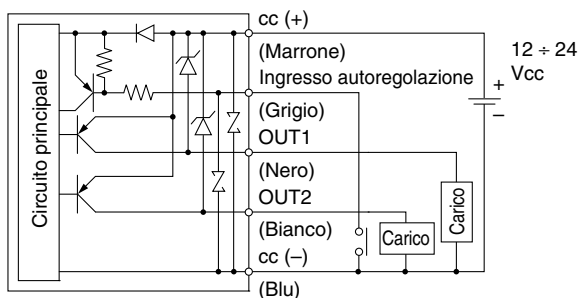 cc (+)
(Marrone)
Ingresso autoregolazione
(Grigio)
OUT1
(Nero)
OUT2
(Bianco)
cc (–)
(Blu)
Circuito principale
Carico
Carico
12 ÷ 24
Vcc
+
–